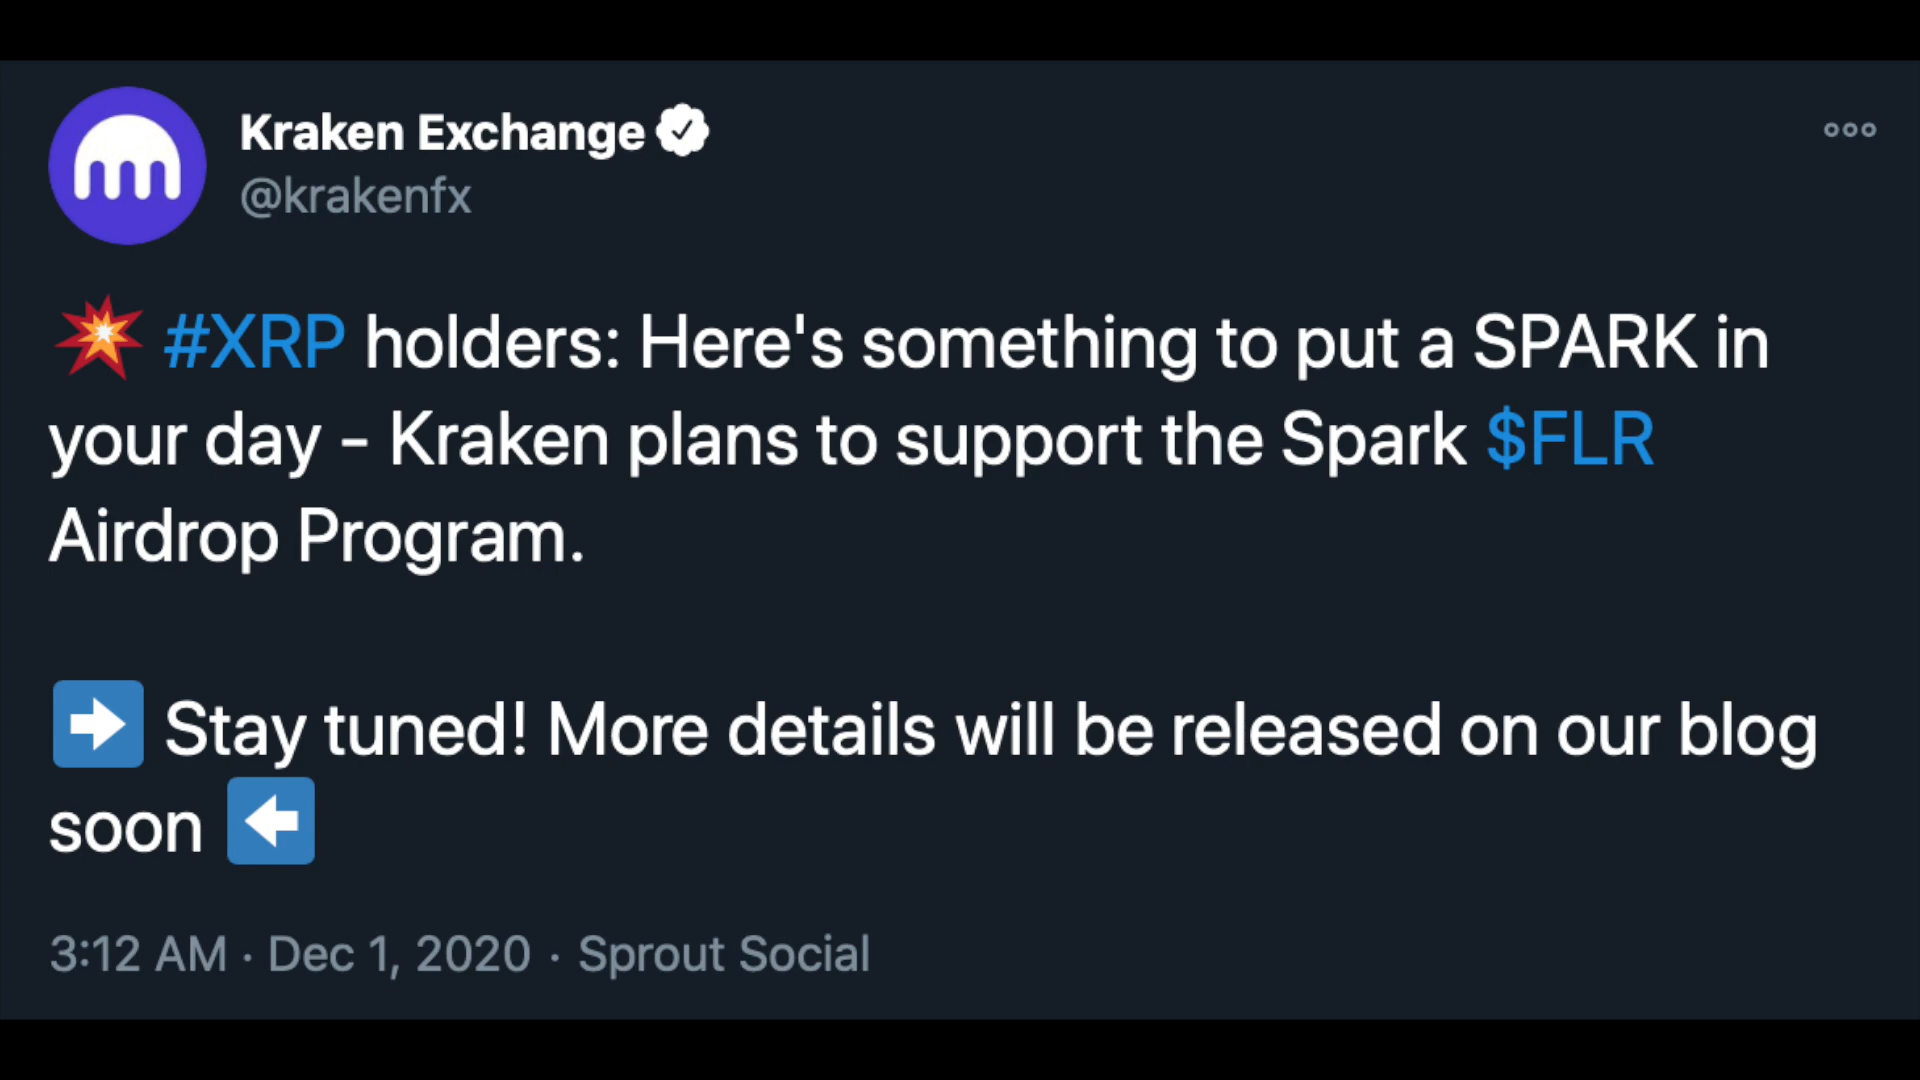 Kraken Exchange
@krakenfx
💥 #XRP holders: Here's something to put a SPARK in
your day - Kraken plans to support the Spark $FLR
Airdrop Program.
➡️ Stay tuned! More details will be released on our blog
soon ⬅️
3:12 AM · Dec 1, 2020 · Sprout Social